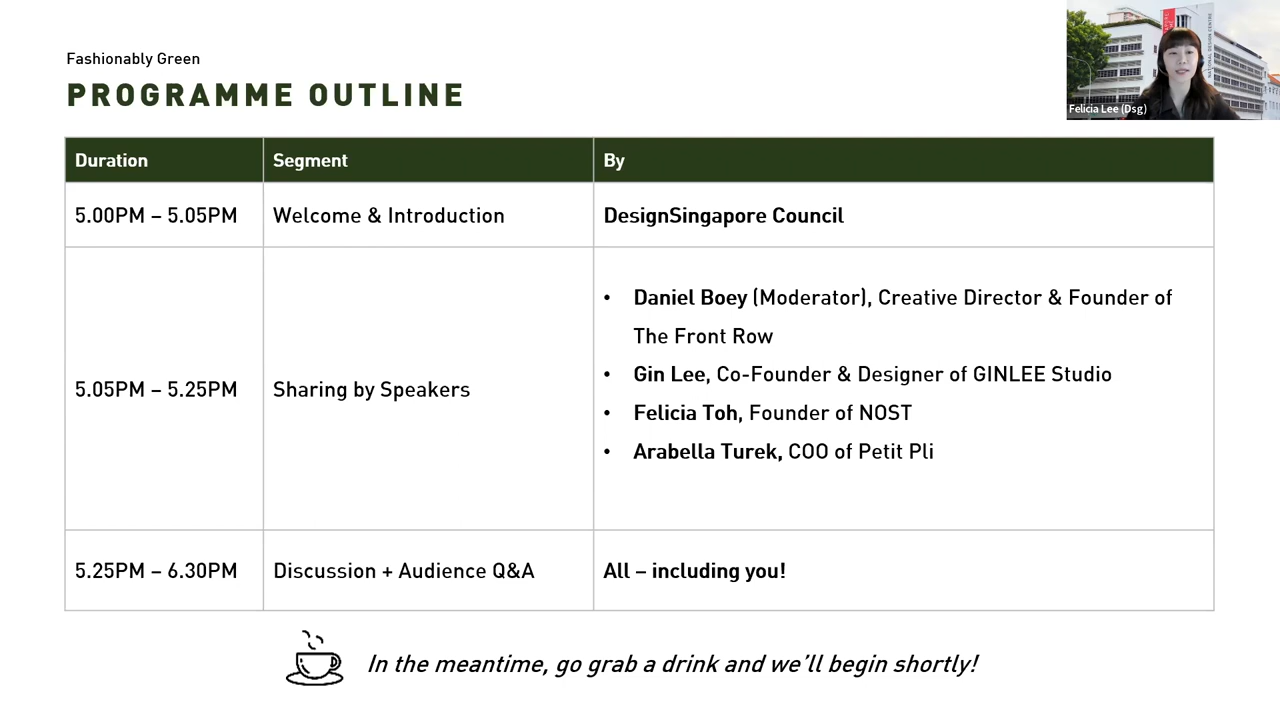 Fashionably Green
PROGRAMME OUTLINE
NATIONAL DESIGN CENTRE
Felicia Lee (Dsg)
Duration Segment By
5.00PM – 5.05PM Welcome & Introduction DesignSingapore Council
5.05PM – 5.25PM Sharing by Speakers
• Daniel Boey (Moderator), Creative Director & Founder of
The Front Row
• Gin Lee, Co-Founder & Designer of GINLEE Studio
• Felicia Toh, Founder of NOST
• Arabella Turek, COO of Petit Pli
5.25PM – 6.30PM Discussion + Audience Q&A All – including you!
In the meantime, go grab a drink and we’ll begin shortly!